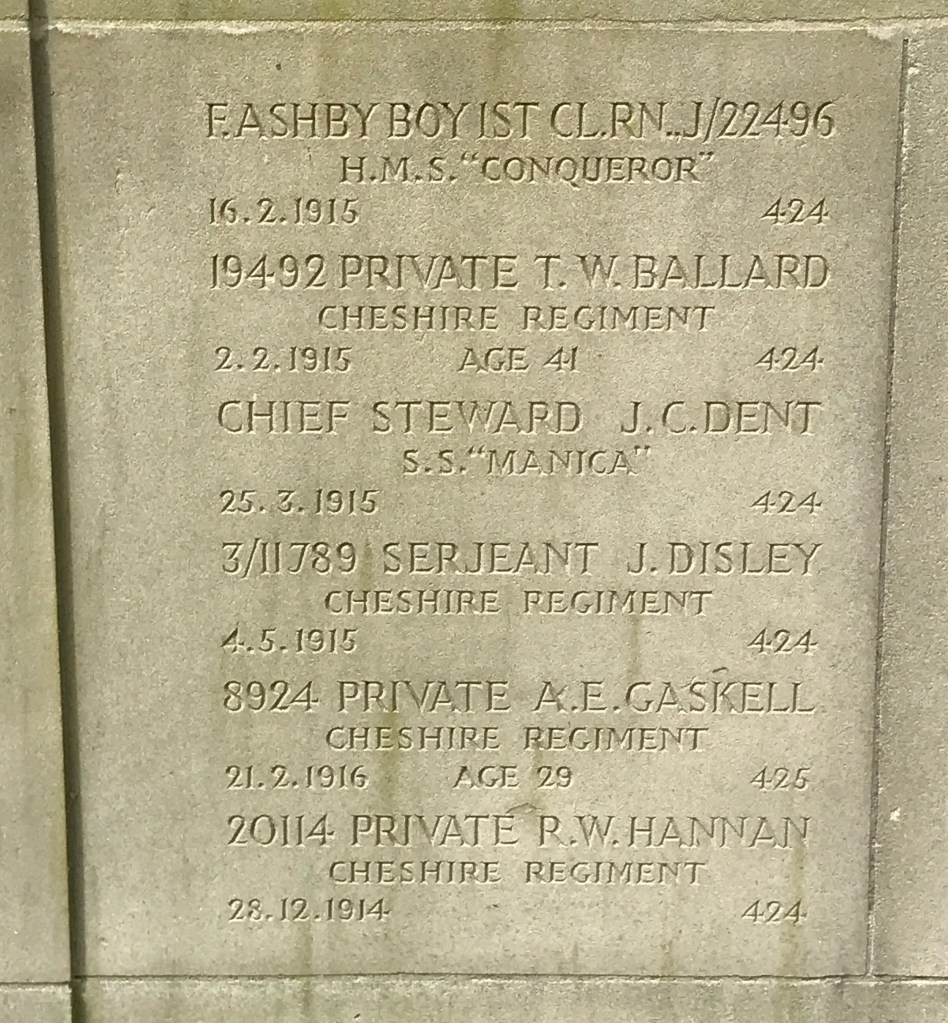 F. ASHBY BOY 1ST CL. RN.. J/22496
H.M.S. "CONQUEROR"
16.2.1915 424
19492 PRIVATE T. W. BALLARD
CHESHIRE REGIMENT
2.2.1915 AGE 41 424
CHIEF STEWARD J. C. DENT
S.S. "MANICA"
25.3.1915 424
3/11789 SERJEANT J. DISLEY
CHESHIRE REGIMENT
4.5.1915 424
8924 PRIVATE A. E. GASKELL
CHESHIRE REGIMENT
21.2.1916 AGE 29 425
20114 PRIVATE R. W. HANNAN
CHESHIRE REGIMENT
28.12.1914 424